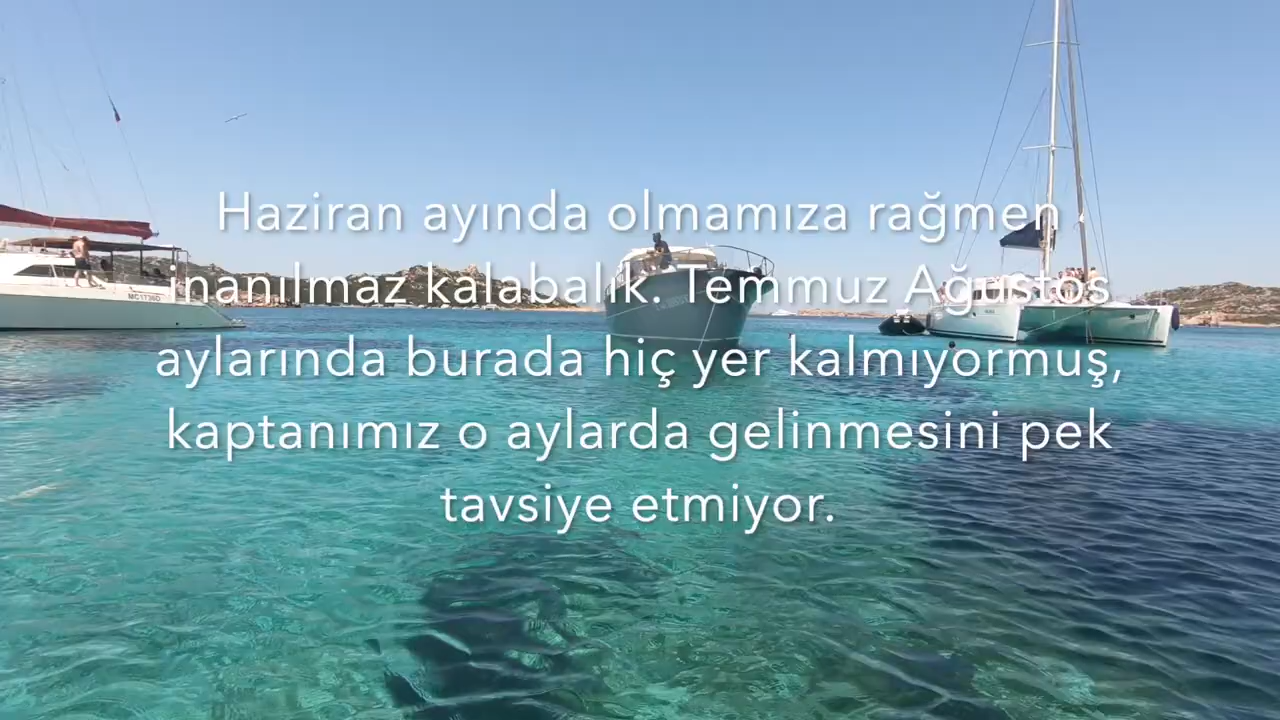 Haziran ayında olmamıza rağmen
inanılmaz kalabalık. Temmuz Ağustos
aylarında burada hiç yer kalmıyormuş,
kaptanımız o aylarda gelinmesini pek
tavsiye etmiyor.
MC1736D